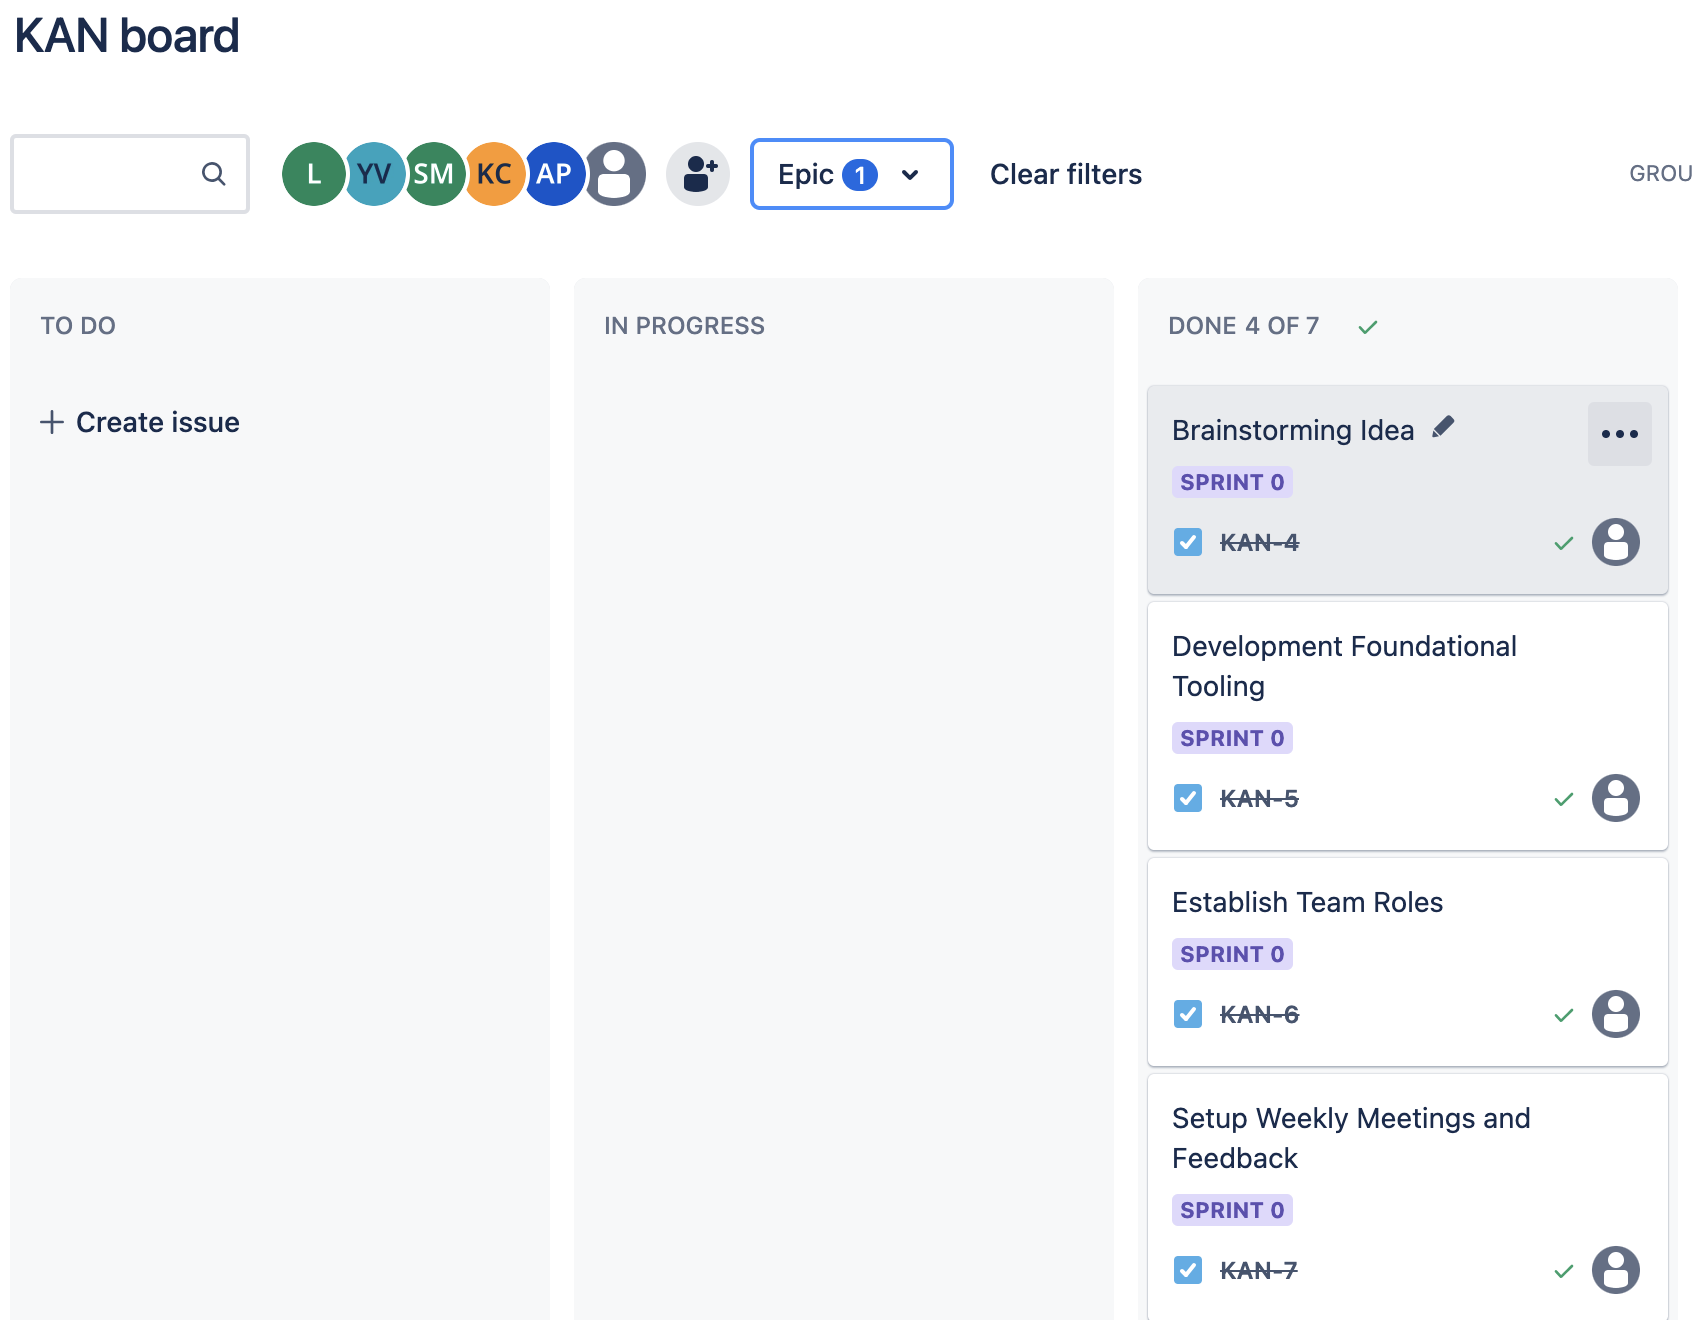 KAN board
L YV SM KC AP
Epic 1
Clear filters
GROU
TO DO
Create issue
IN PROGRESS
DONE 4 OF 7
Brainstorming Idea
SPRINT 0
KAN-4
Development Foundational
Tooling
SPRINT 0
KAN-5
Establish Team Roles
SPRINT 0
KAN-6
Setup Weekly Meetings and
Feedback
SPRINT 0
KAN-7